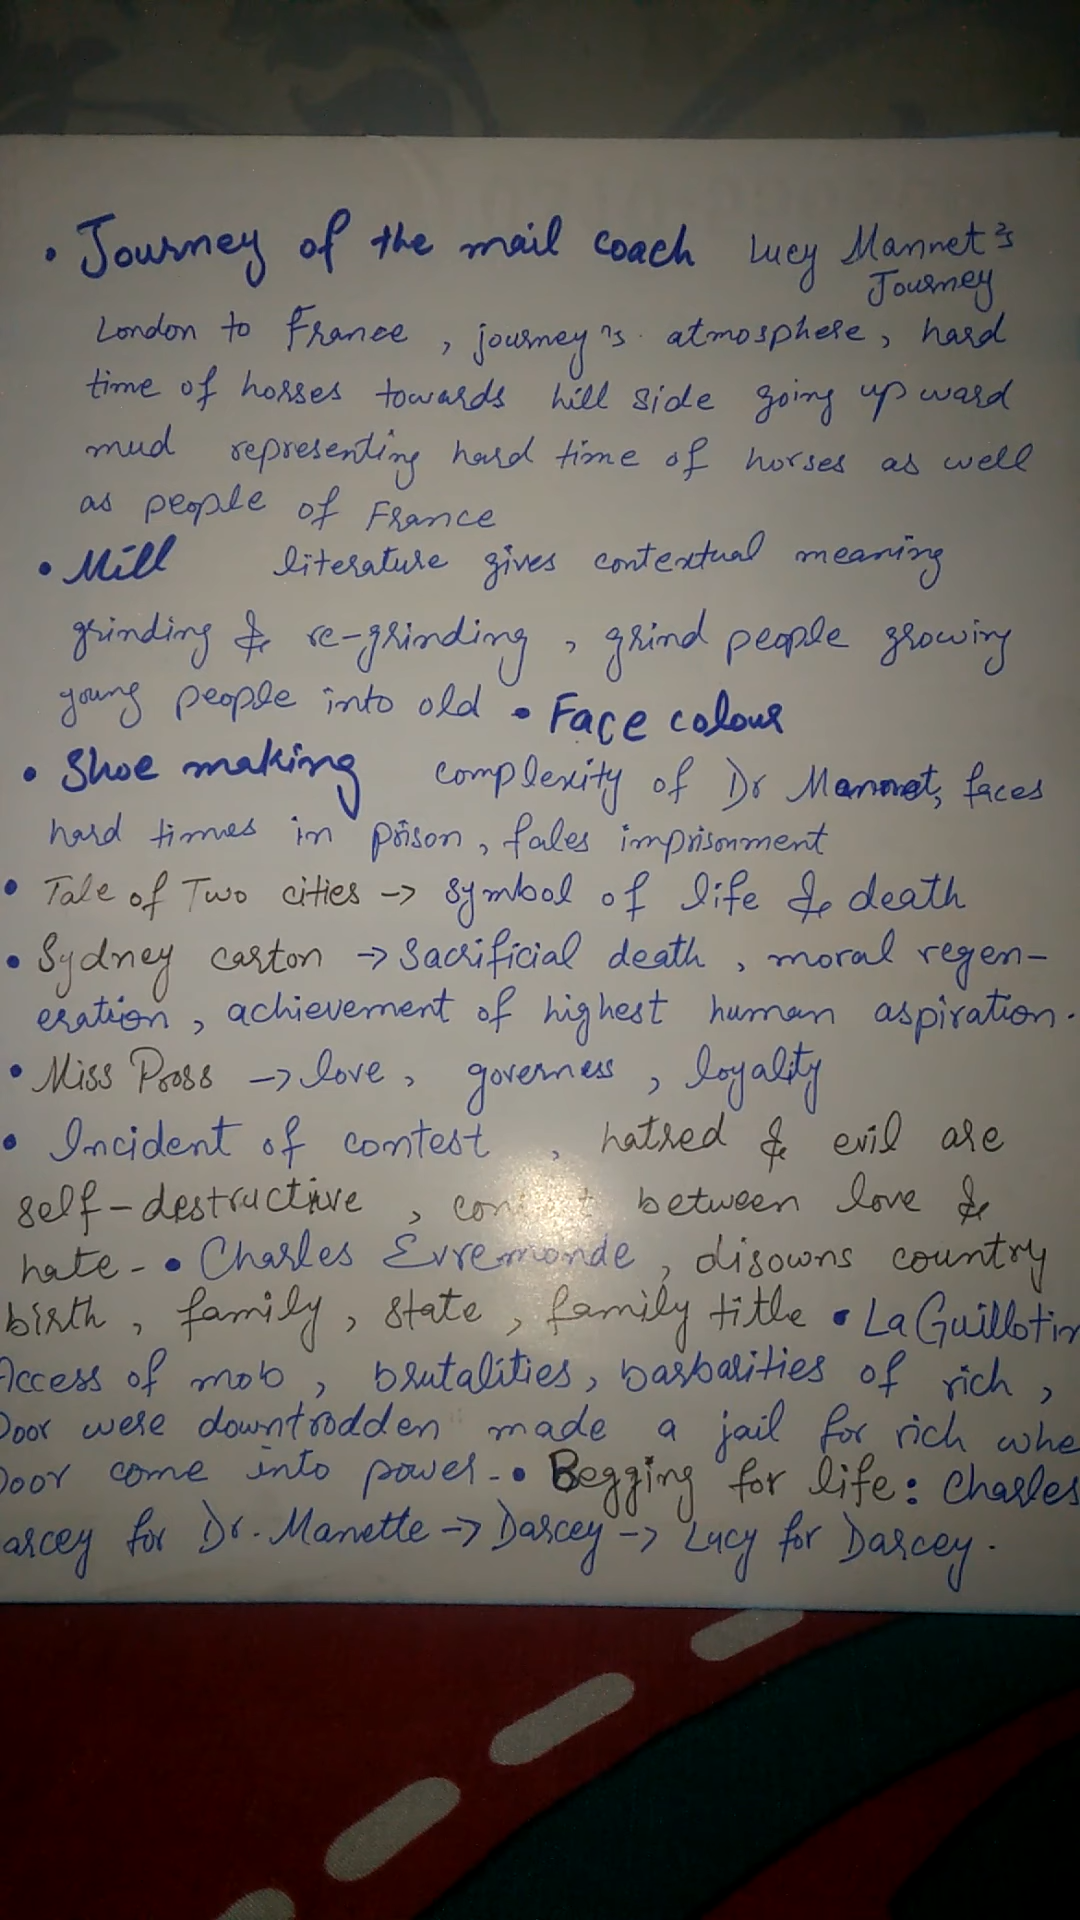 • Journey of the mail coach Lucy Mannet's
Journey
London to France, journey's atmosphere, hard
time of horses towards hill side going upward
mud representing hard time of horses as well
as people of France
• Mill literature gives contextual meaning
grinding & re-grinding, grind people growing
young people into old • Face colour
• Shoe making complexity of Dr Mannet, faces
hard times in prison, fales imprisonment
• Tale of Two cities -> symbol of life & death
• Sydney carton -> Sacrificial death, moral regen-
eration, achievement of highest human aspiration.
• Miss Pross -> love, governess, loyality
• Incident of contest, hatred & evil are
self-destructive, between love &
hate-• Charles Evremonde, disowns country
birth, family, state, family title • La Guillotin
Access of mob, brutalities, barbarities of rich,
Poor were downtrodden made a jail for rich whe
Poor come into power-• Begging for life: Charles
arcey for Dr. Manette -> Darcey -> Lucy for Darcey.